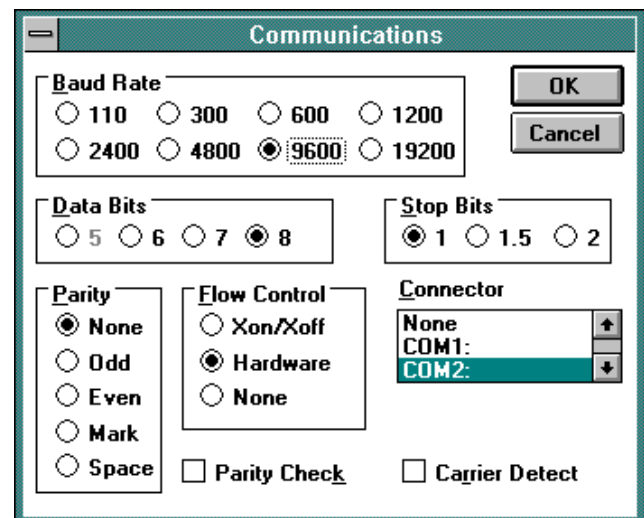 Communications
Baud Rate
110 300 600 1200
2400 4800 9600 19200
OK
Cancel
Data Bits
5 6 7 8
Stop Bits
1 1.5 2
Parity
None
Odd
Even
Mark
Space
Flow Control
Xon/Xoff
Hardware
None
Connector
None
COM1:
COM2:
Parity Check
Carrier Detect